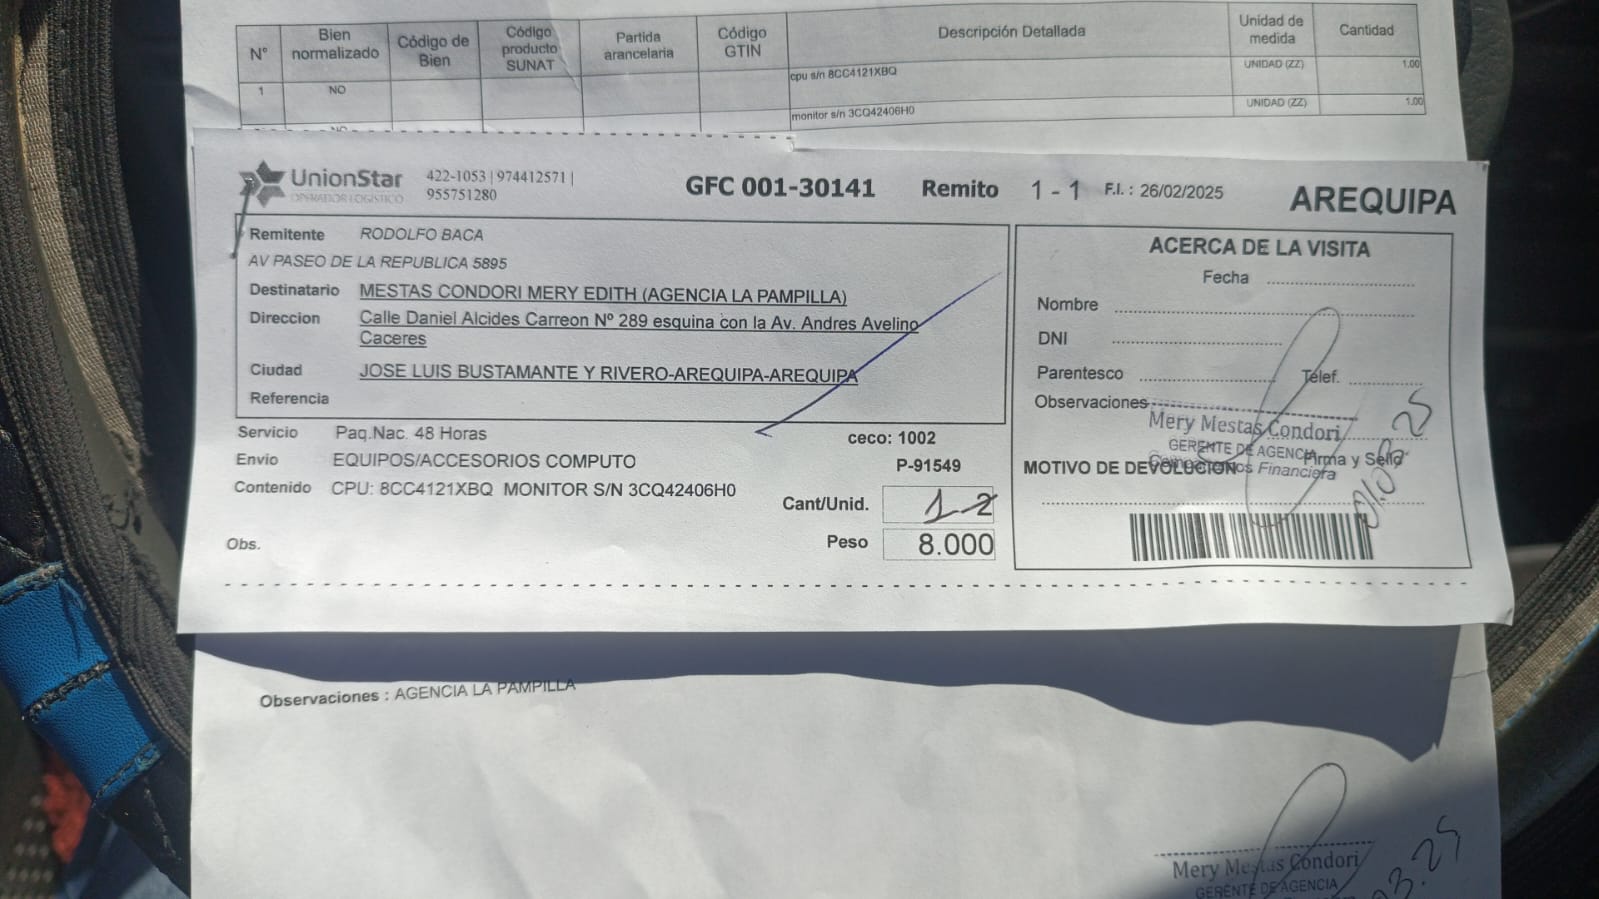 N° Bien normalizado Código de Bien Código producto SUNAT Partida arancelaria Código GTIN Descripción Detallada Unidad de medida Cantidad
1 NO cpu s/n 8CC4121XBQ UNIDAD (ZZ) 1.00
NO monitor s/n 3CQ42406H0 UNIDAD (ZZ) 1.00
UnionStar 422-1053 | 974412571 |
OPERADOR LOGÍSTICO 955751280
GFC 001-30141 Remito 1 - 1 F.I. : 26/02/2025 AREQUIPA
Remitente RODOLFO BACA
AV PASEO DE LA REPUBLICA 5895
Destinatario MESTAS CONDORI MERY EDITH (AGENCIA LA PAMPILLA)
Direccion Calle Daniel Alcides Carreon Nº 289 esquina con la Av. Andres Avelino
Caceres
Ciudad JOSE LUIS BUSTAMANTE Y RIVERO-AREQUIPA-AREQUIPA
Referencia
Servicio Paq.Nac. 48 Horas ceco: 1002
Envio EQUIPOS/ACCESORIOS COMPUTO P-91549
Contenido CPU: 8CC4121XBQ MONITOR S/N 3CQ42406H0
Cant/Unid. 1-2
Obs. Peso 8.000
ACERCA DE LA VISITA
Fecha
Nombre
DNI
Parentesco Telef.
Observaciones
Mery Mestas Condori
GERENTE DE AGENCIA
Firma y Sello
Financiera
MOTIVO DE DEVOLUCION
Observaciones : AGENCIA LA PAMPILLA
Mery Mestas Condori
GERENTE DE AGENCIA